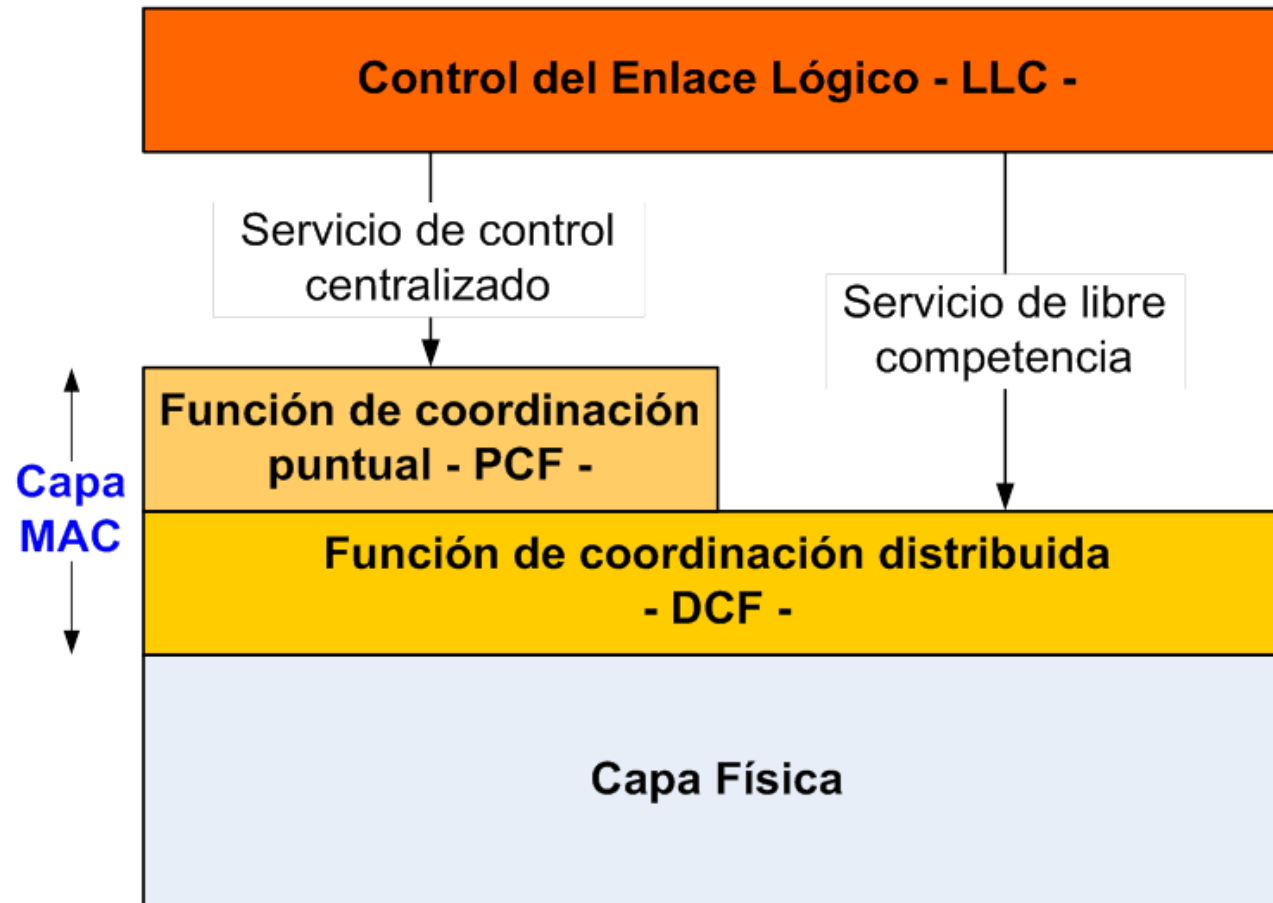 Control del Enlace Lógico - LLC -
Servicio de control
centralizado
Servicio de libre
competencia
Función de coordinación
puntual - PCF -
Capa
MAC
Función de coordinación distribuida
- DCF -
Capa Física